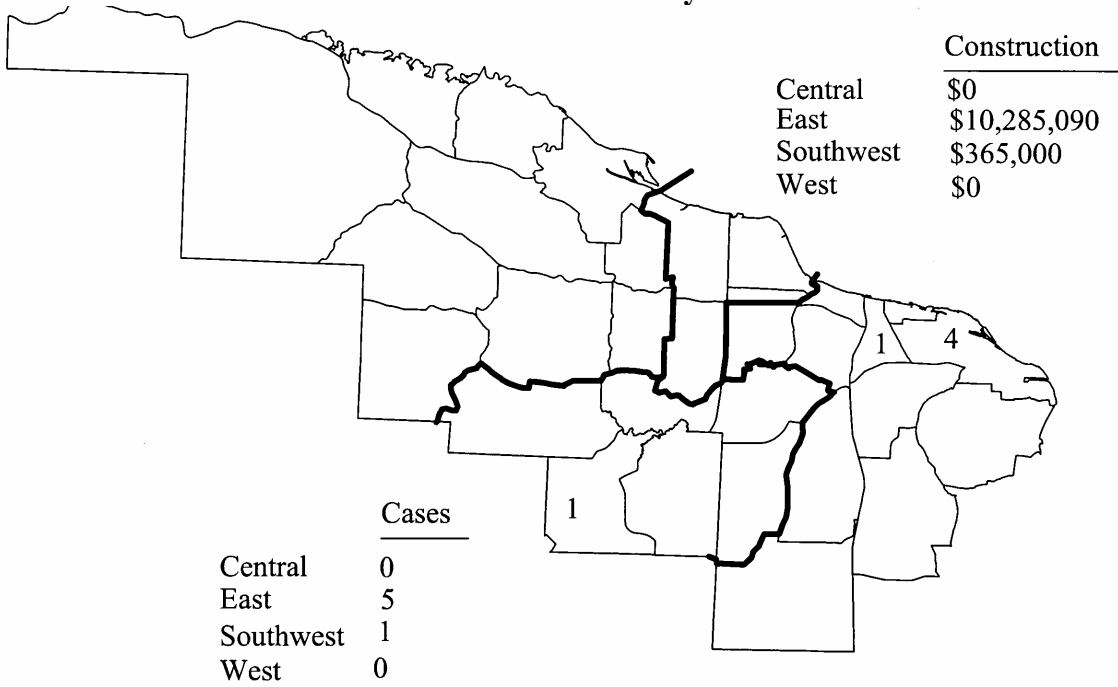 Construction
Central $0
East $10,285,090
Southwest $365,000
West $0
1 4
1
Cases
Central 0
East 5
Southwest 1
West 0